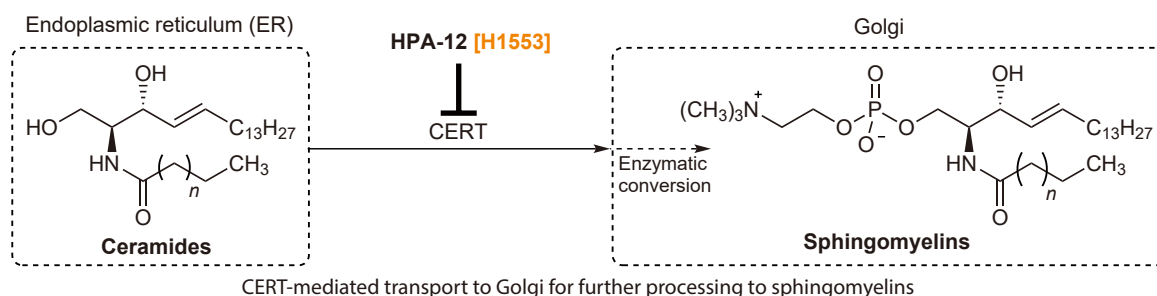 Endoplasmic reticulum (ER)
HPA-12 [H1553]
Golgi
OH
HO
C13H27
HN
O
n
CH3
Ceramides
CERT
Enzymatic
conversion
(CH3)3N+
O
P
O
O
O−
OH
C13H27
HN
O
n
CH3
Sphingomyelins
CERT-mediated transport to Golgi for further processing to sphingomyelins